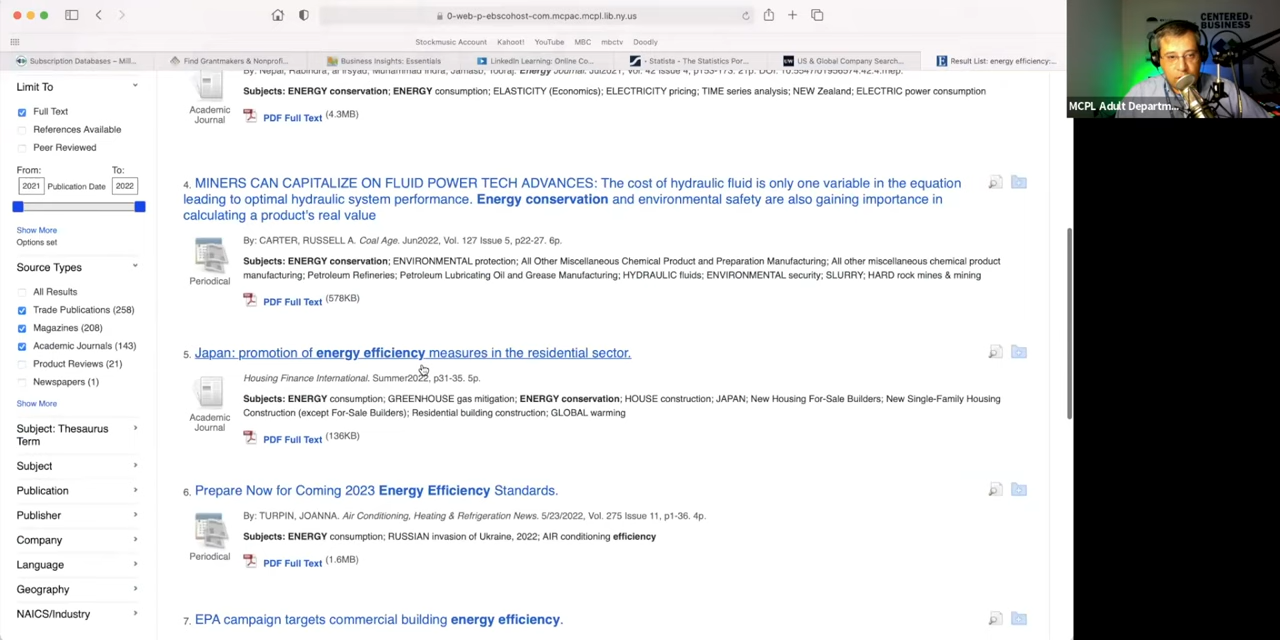 0-web-p-ebscohost-com.mcpac.mcpl.lib.ny.us
Stockmusic Account Kahoot! YouTube MBC mbctv Doodly
Subscription Databases – Mill... Find Grantmakers & Nonprofi... Business Insights: Essentials LinkedIn Learning: Online Co... - Statista - The Statistics Por... US & Global Company Search... Result List: energy efficiency:...
CENTERED
BUSINESS
MCPL Adult Departm...
Limit To
Full Text
References Available
Peer Reviewed
From: To:
2021 Publication Date 2022
Show More
Options set
Source Types
All Results
Trade Publications (258)
Magazines (208)
Academic Journals (143)
Product Reviews (21)
Newspapers (1)
Show More
Subject: Thesaurus
Term
Subject
Publication
Publisher
Company
Language
Geography
NAICS/Industry
Subjects: ENERGY conservation; ENERGY consumption; ELASTICITY (Economics); ELECTRICITY pricing; TIME series analysis; NEW Zealand; ELECTRIC power consumption
Academic
Journal
PDF Full Text (4.3MB)
4. MINERS CAN CAPITALIZE ON FLUID POWER TECH ADVANCES: The cost of hydraulic fluid is only one variable in the equation
leading to optimal hydraulic system performance. Energy conservation and environmental safety are also gaining importance in
calculating a product's real value
By: CARTER, RUSSELL A. Coal Age. Jun2022, Vol. 127 Issue 5, p22-27. 6p.
Subjects: ENERGY conservation; ENVIRONMENTAL protection; All Other Miscellaneous Chemical Product and Preparation Manufacturing; All other miscellaneous chemical product
manufacturing; Petroleum Refineries; Petroleum Lubricating Oil and Grease Manufacturing; HYDRAULIC fluids; ENVIRONMENTAL security; SLURRY; HARD rock mines & mining
Periodical
PDF Full Text (578KB)
5. Japan: promotion of energy efficiency measures in the residential sector.
Housing Finance International. Summer2022, p31-35. 5p.
Subjects: ENERGY consumption; GREENHOUSE gas mitigation; ENERGY conservation; HOUSE construction; JAPAN; New Housing For-Sale Builders; New Single-Family Housing
Construction (except For-Sale Builders); Residential building construction; GLOBAL warming
Academic
Journal
PDF Full Text (136KB)
6. Prepare Now for Coming 2023 Energy Efficiency Standards.
By: TURPIN, JOANNA. Air Conditioning, Heating & Refrigeration News. 5/23/2022, Vol. 275 Issue 11, p1-36. 4p.
Subjects: ENERGY consumption; RUSSIAN invasion of Ukraine, 2022; AIR conditioning efficiency
Periodical
PDF Full Text (1.6MB)
7. EPA campaign targets commercial building energy efficiency.